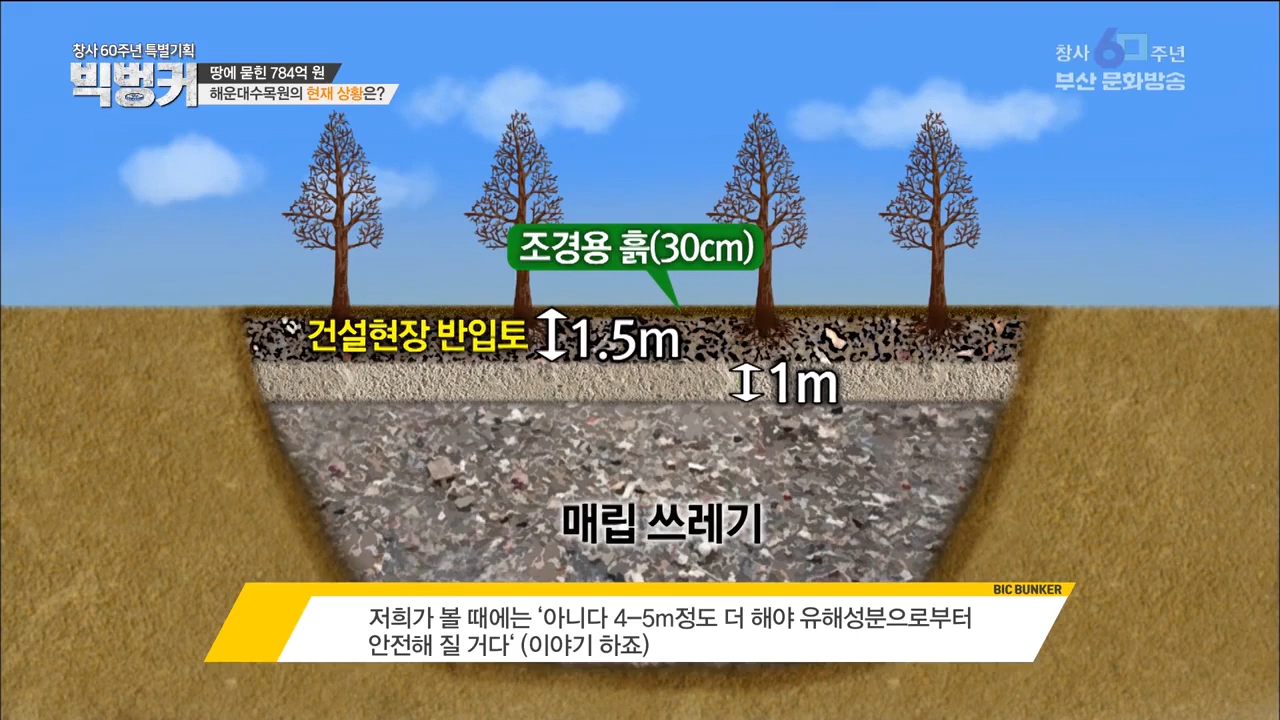 창사 60주년 특별기획
빅벙커
땅에 묻힌 784억 원
해운대수목원의 현재 상황은?
창사 60주년
부산 문화방송
조경용 흙(30cm)
건설현장 반입토
1.5m
1m
매립 쓰레기
BIC BUNKER
저희가 볼 때에는 ‘아니다 4-5m정도 더 해야 유해성분으로부터
안전해 질 거다‘ (이야기 하죠)